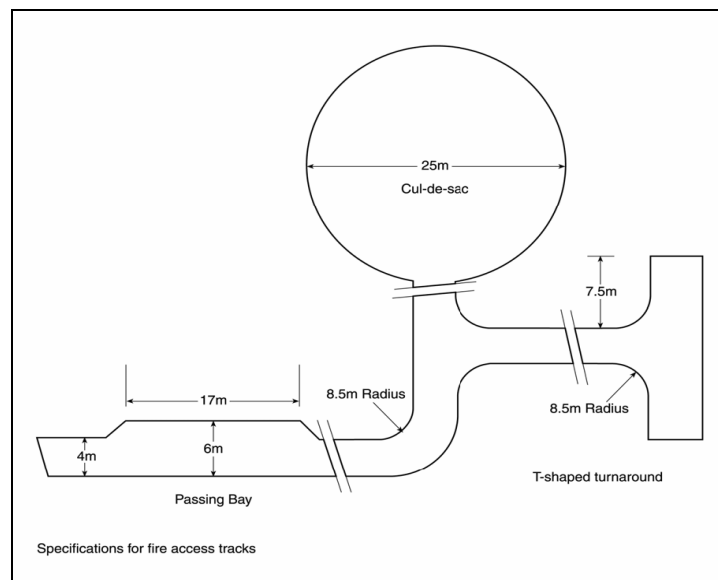 25m
Cul-de-sac
7.5m
17m
8.5m Radius
8.5m Radius
4m
6m
T-shaped turnaround
Passing Bay
Specifications for fire access tracks